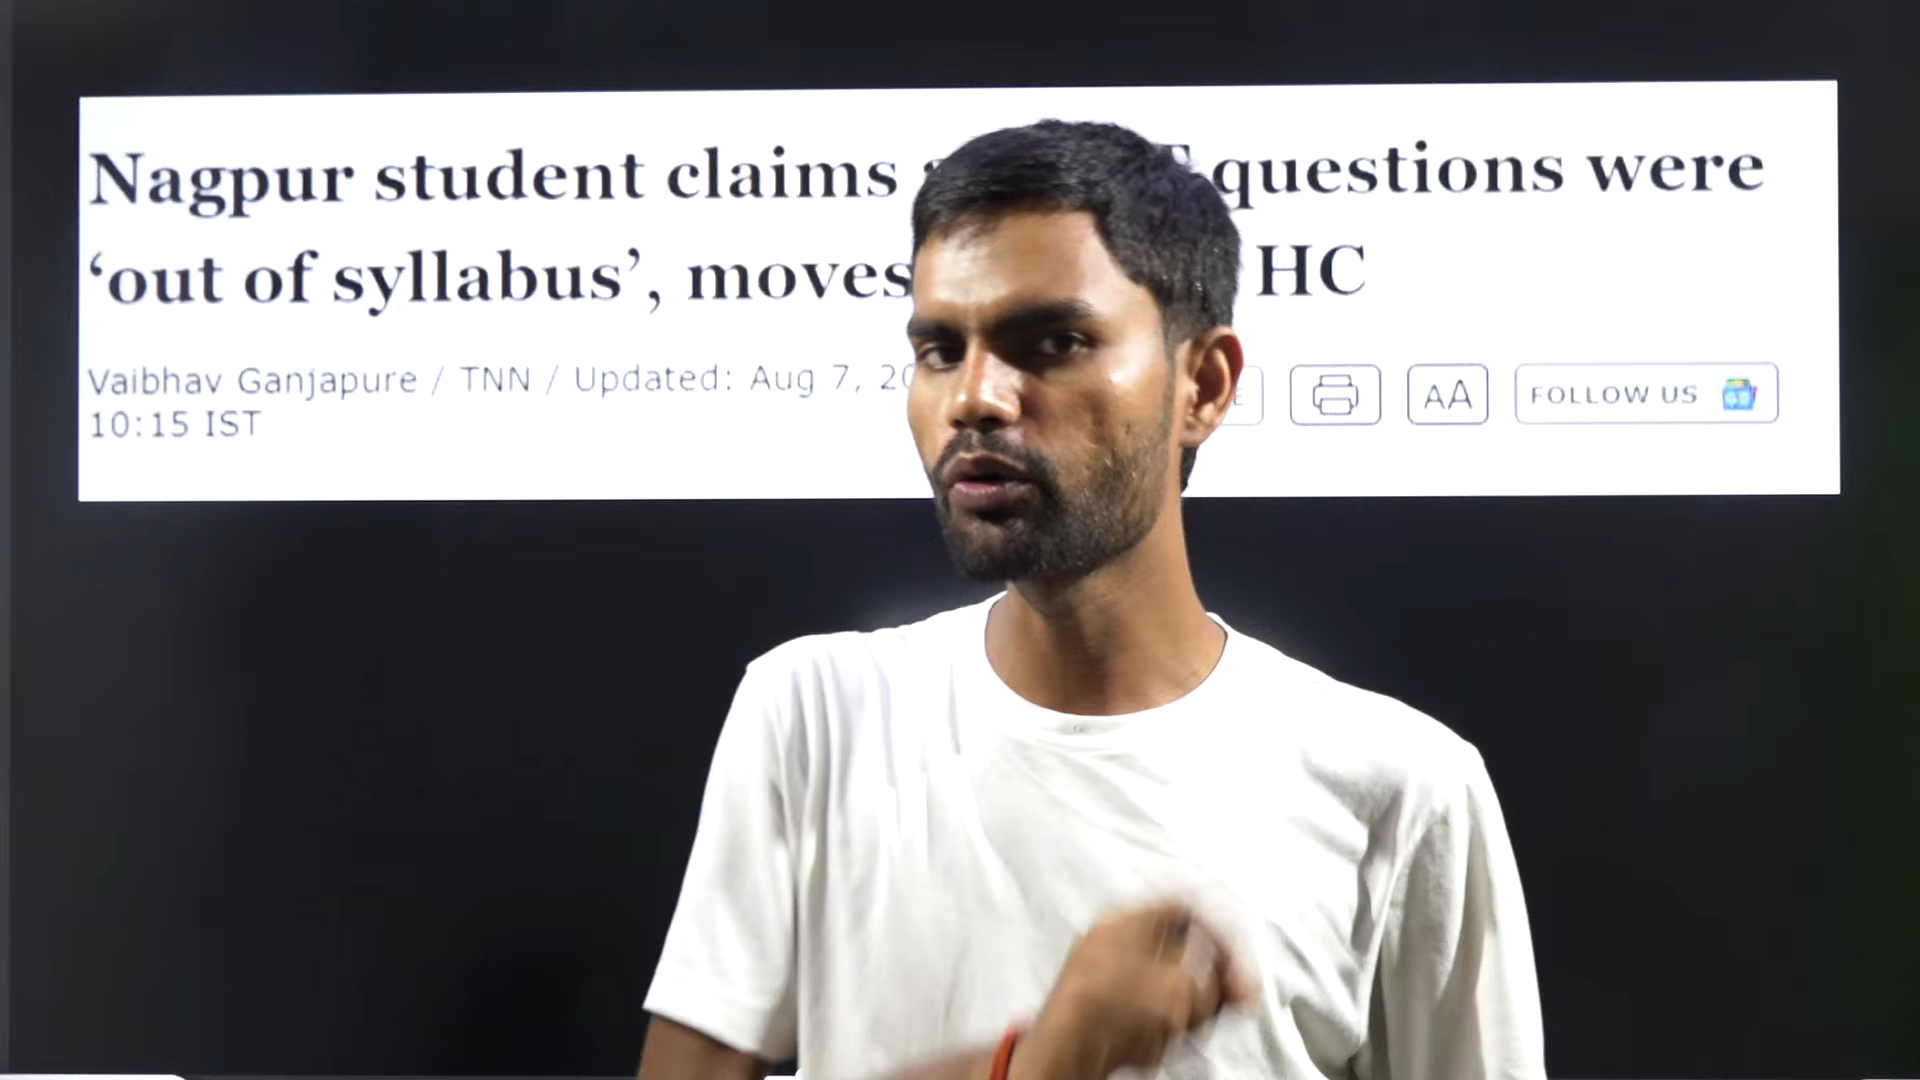 Nagpur student claims questions were
‘out of syllabus’, moves HC
Vaibhav Ganjapure / TNN / Updated: Aug 7, 20
10:15 IST
AA
FOLLOW US